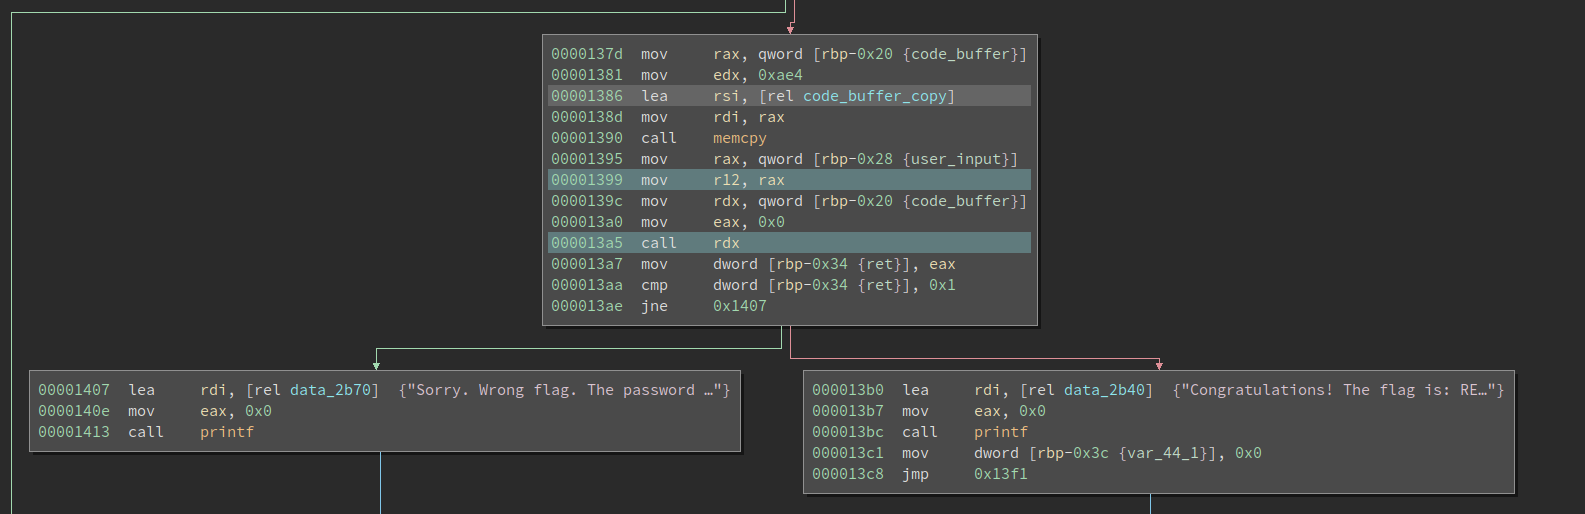 0000137d mov rax, qword [rbp-0x20 {code_buffer}]
00001381 mov edx, 0xae4
00001386 lea rsi, [rel code_buffer_copy]
0000138d mov rdi, rax
00001390 call memcpy
00001395 mov rax, qword [rbp-0x28 {user_input}]
00001399 mov r12, rax
0000139c mov rdx, qword [rbp-0x20 {code_buffer}]
000013a0 mov eax, 0x0
000013a5 call rdx
000013a7 mov dword [rbp-0x34 {ret}], eax
000013aa cmp dword [rbp-0x34 {ret}], 0x1
000013ae jne 0x1407
00001407 lea rdi, [rel data_2b70] {"Sorry. Wrong flag. The password …"}
0000140e mov eax, 0x0
00001413 call printf
000013b0 lea rdi, [rel data_2b40] {"Congratulations! The flag is: RE…"}
000013b7 mov eax, 0x0
000013bc call printf
000013c1 mov dword [rbp-0x3c {var_44_1}], 0x0
000013c8 jmp 0x13f1